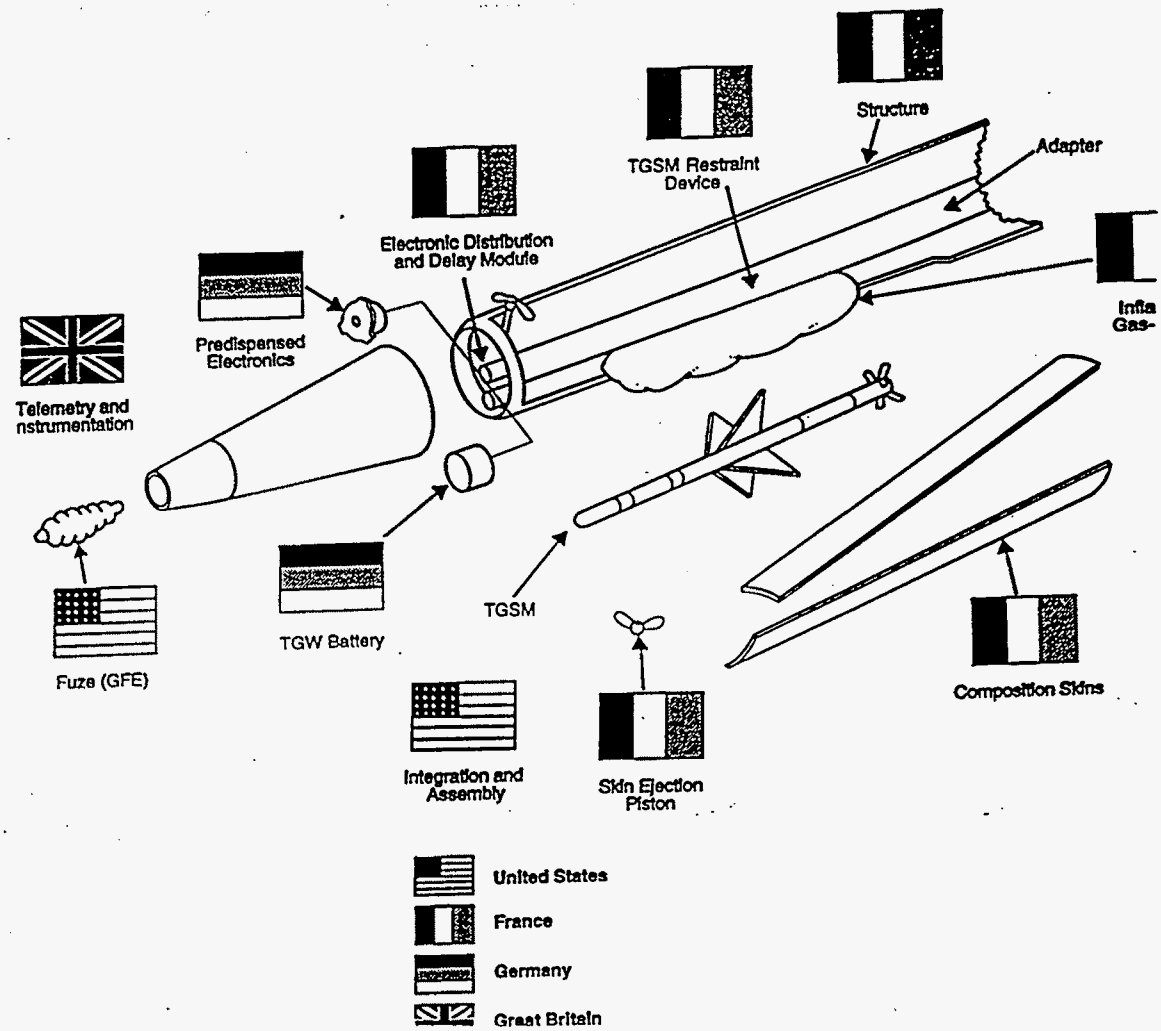 Structure
TGSM Restraint
Device
Adapter
Electronic Distribution
and Delay Module
Infla
Gas-
Predispensed
Electronics
Telemetry and
nstrumentation
TGSM
TGW Battery
Fuze (GFE)
Composition Skins
Integration and
Assembly
Skin Ejection
Piston
United States
France
Germany
Great Britain